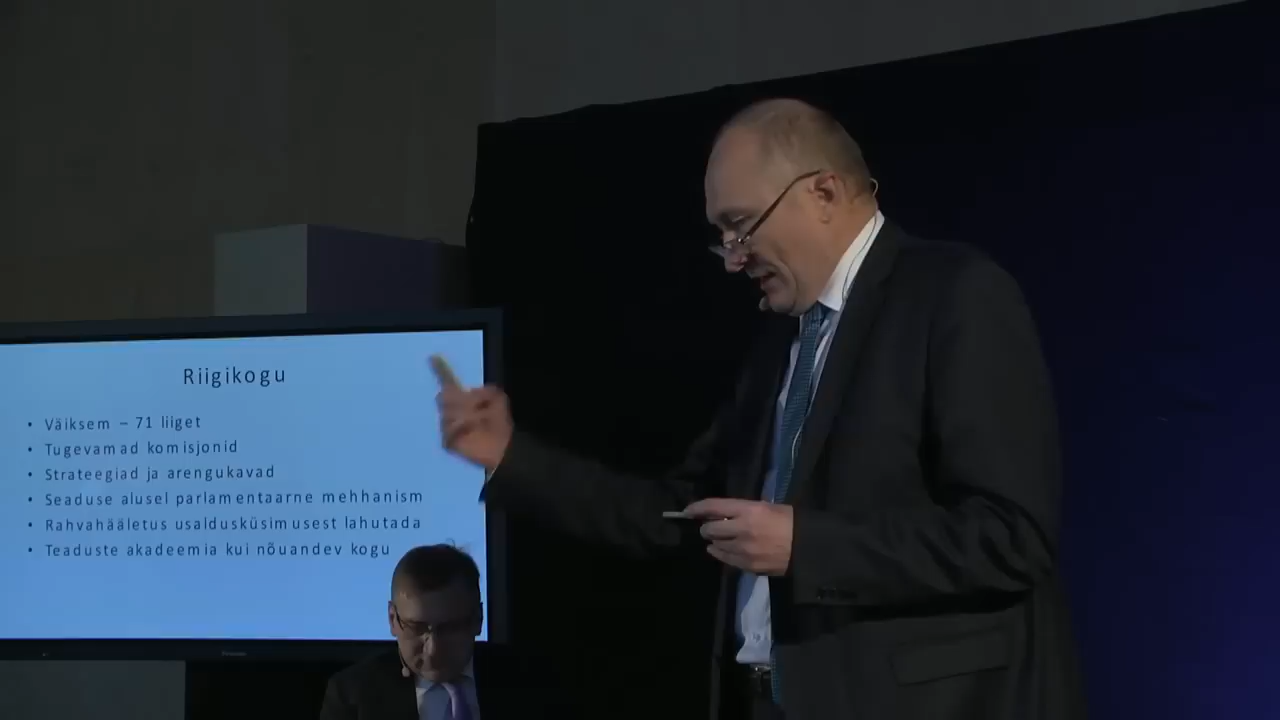 Riigikogu
• Väiksem – 71 liiget
• Tugevamad komisjonid
• Strateegiad ja arengukavad
• Seaduse alusel parlamentaarne mehhanism
• Rahvahääletus usaldusküsimusest lahutada
• Teaduste akadeemia kui nõuandev kogu
Panasonic